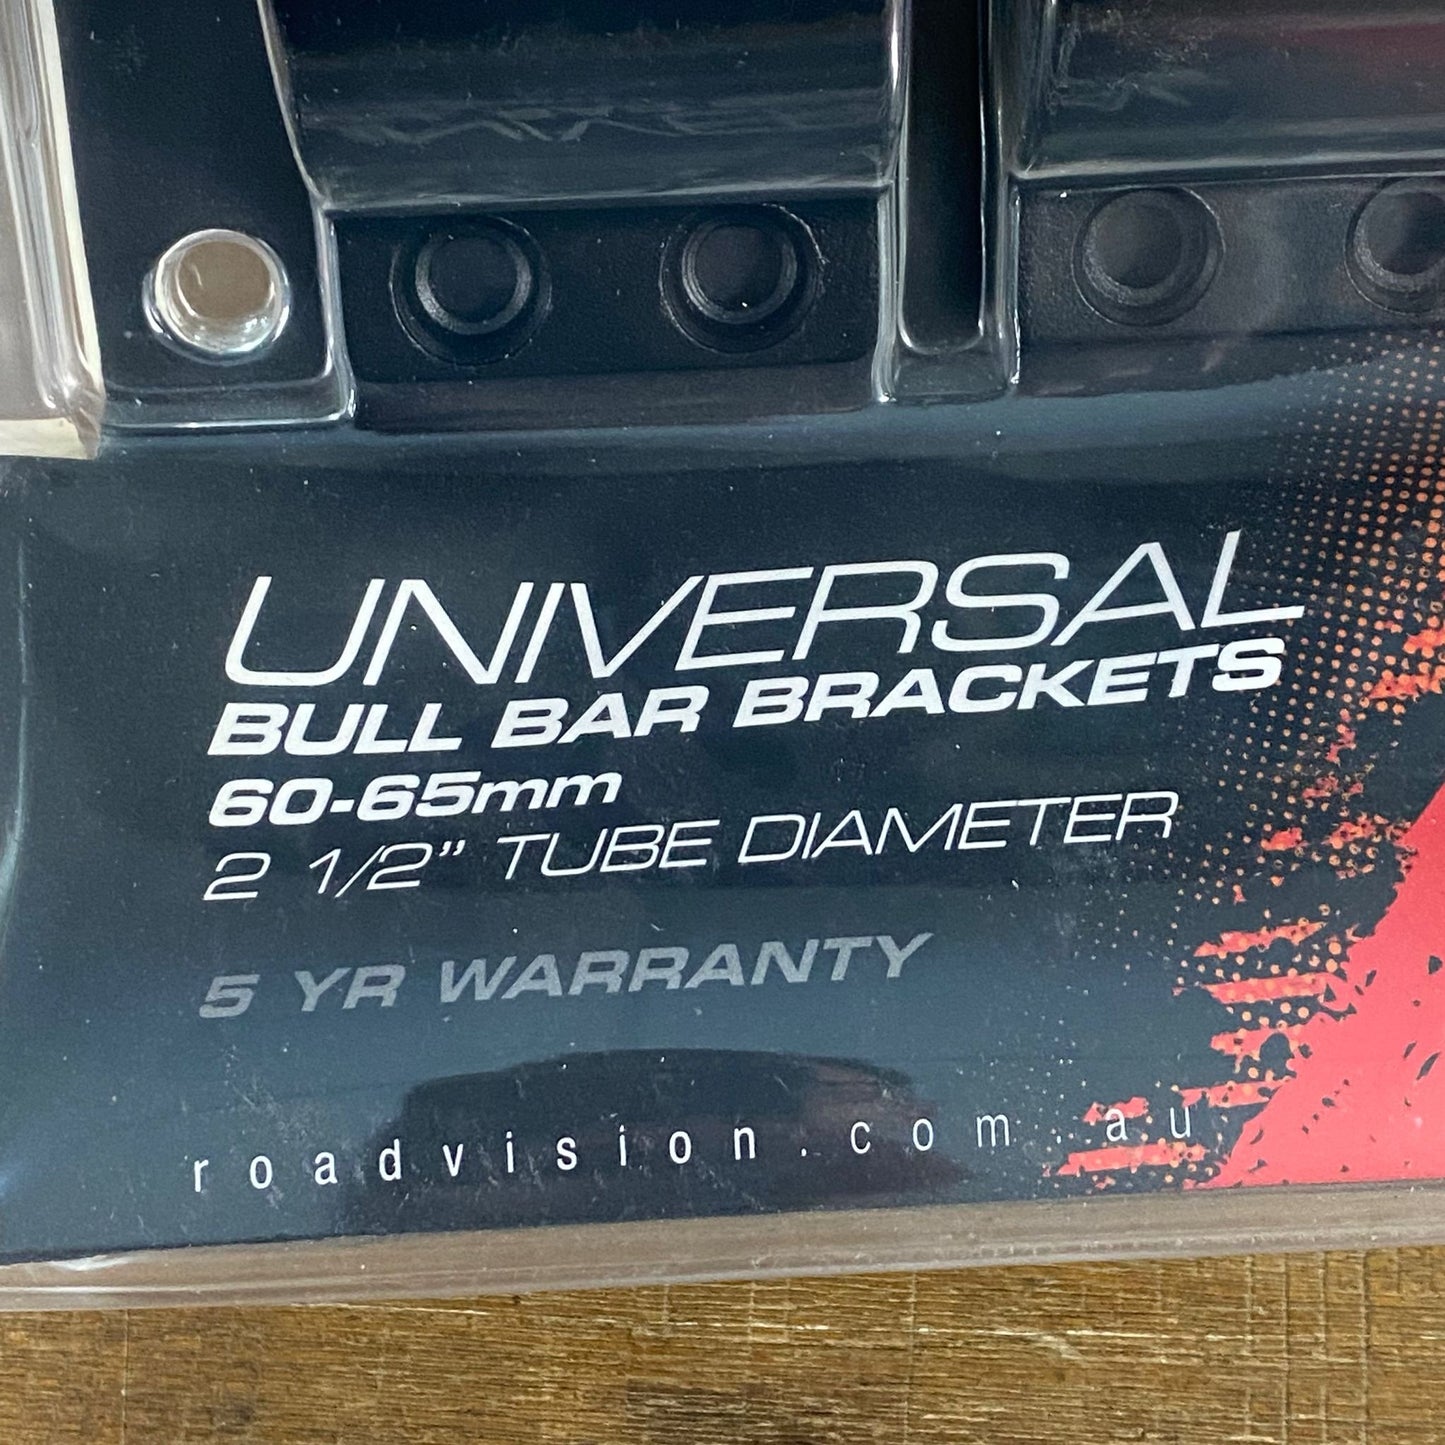 UNIVERSAL
BULL BAR BRACKETS
60-65mm
2 1/2” TUBE DIAMETER
5 YR WARRANTY
roadvision.com.au